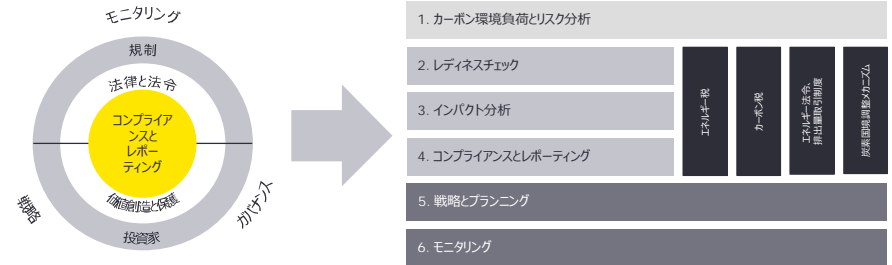 モニタリング
規制
法律と法令
コンプライア
ンスと
レポー
ティング
価値創造と保護
投資家
戦略
ガバナンス
1. カーボン環境負荷とリスク分析
2. レディネスチェック
3. インパクト分析
4. コンプライアンスとレポーティング
エネルギー税
カーボン税
エネルギー法令、
排出量取引制度
炭素国境調整メカニズム
5. 戦略とプランニング
6. モニタリング